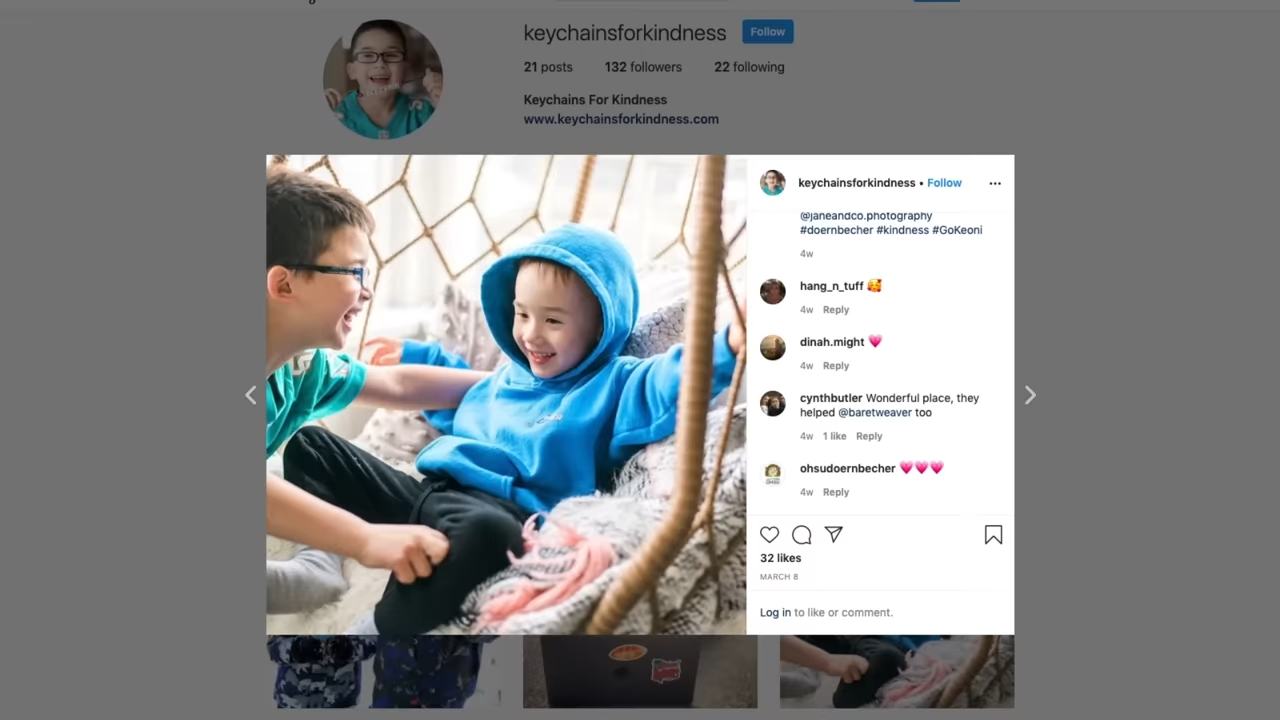 keychainsforkindness Follow
21 posts 132 followers 22 following
Keychains For Kindness
www.keychainsforkindness.com
keychainsforkindness • Follow
@janeandco.photography
#doernbecher #kindness #GoKeoni
4w
hang_n_tuff 🥰
4w Reply
dinah.might 💗
4w Reply
cynthbutler Wonderful place, they
helped @baretweaver too
4w 1 like Reply
ohsudoernbecher 💗💗💗
4w Reply
32 likes
MARCH 8
Log in to like or comment.